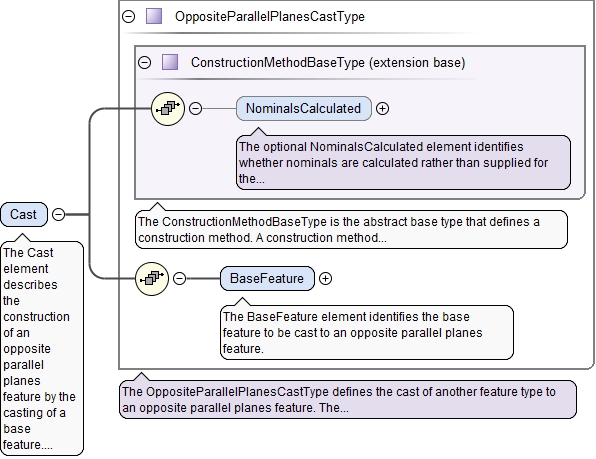 OppositeParallelPlanesCastType
ConstructionMethodBaseType (extension base)
NominalsCalculated
The optional NominalsCalculated element identifies
whether nominals are calculated rather than supplied for
the...
The ConstructionMethodBaseType is the abstract base type that defines a
construction method. A construction method...
Cast
The Cast
element
describes
the
construction
of an
opposite
parallel
planes
feature by the
casting of a
base
feature....
BaseFeature
The BaseFeature element identifies the base
feature to be cast to an opposite parallel planes
feature.
The OppositeParallelPlanesCastType defines the cast of another feature type to
an opposite parallel planes feature. The...